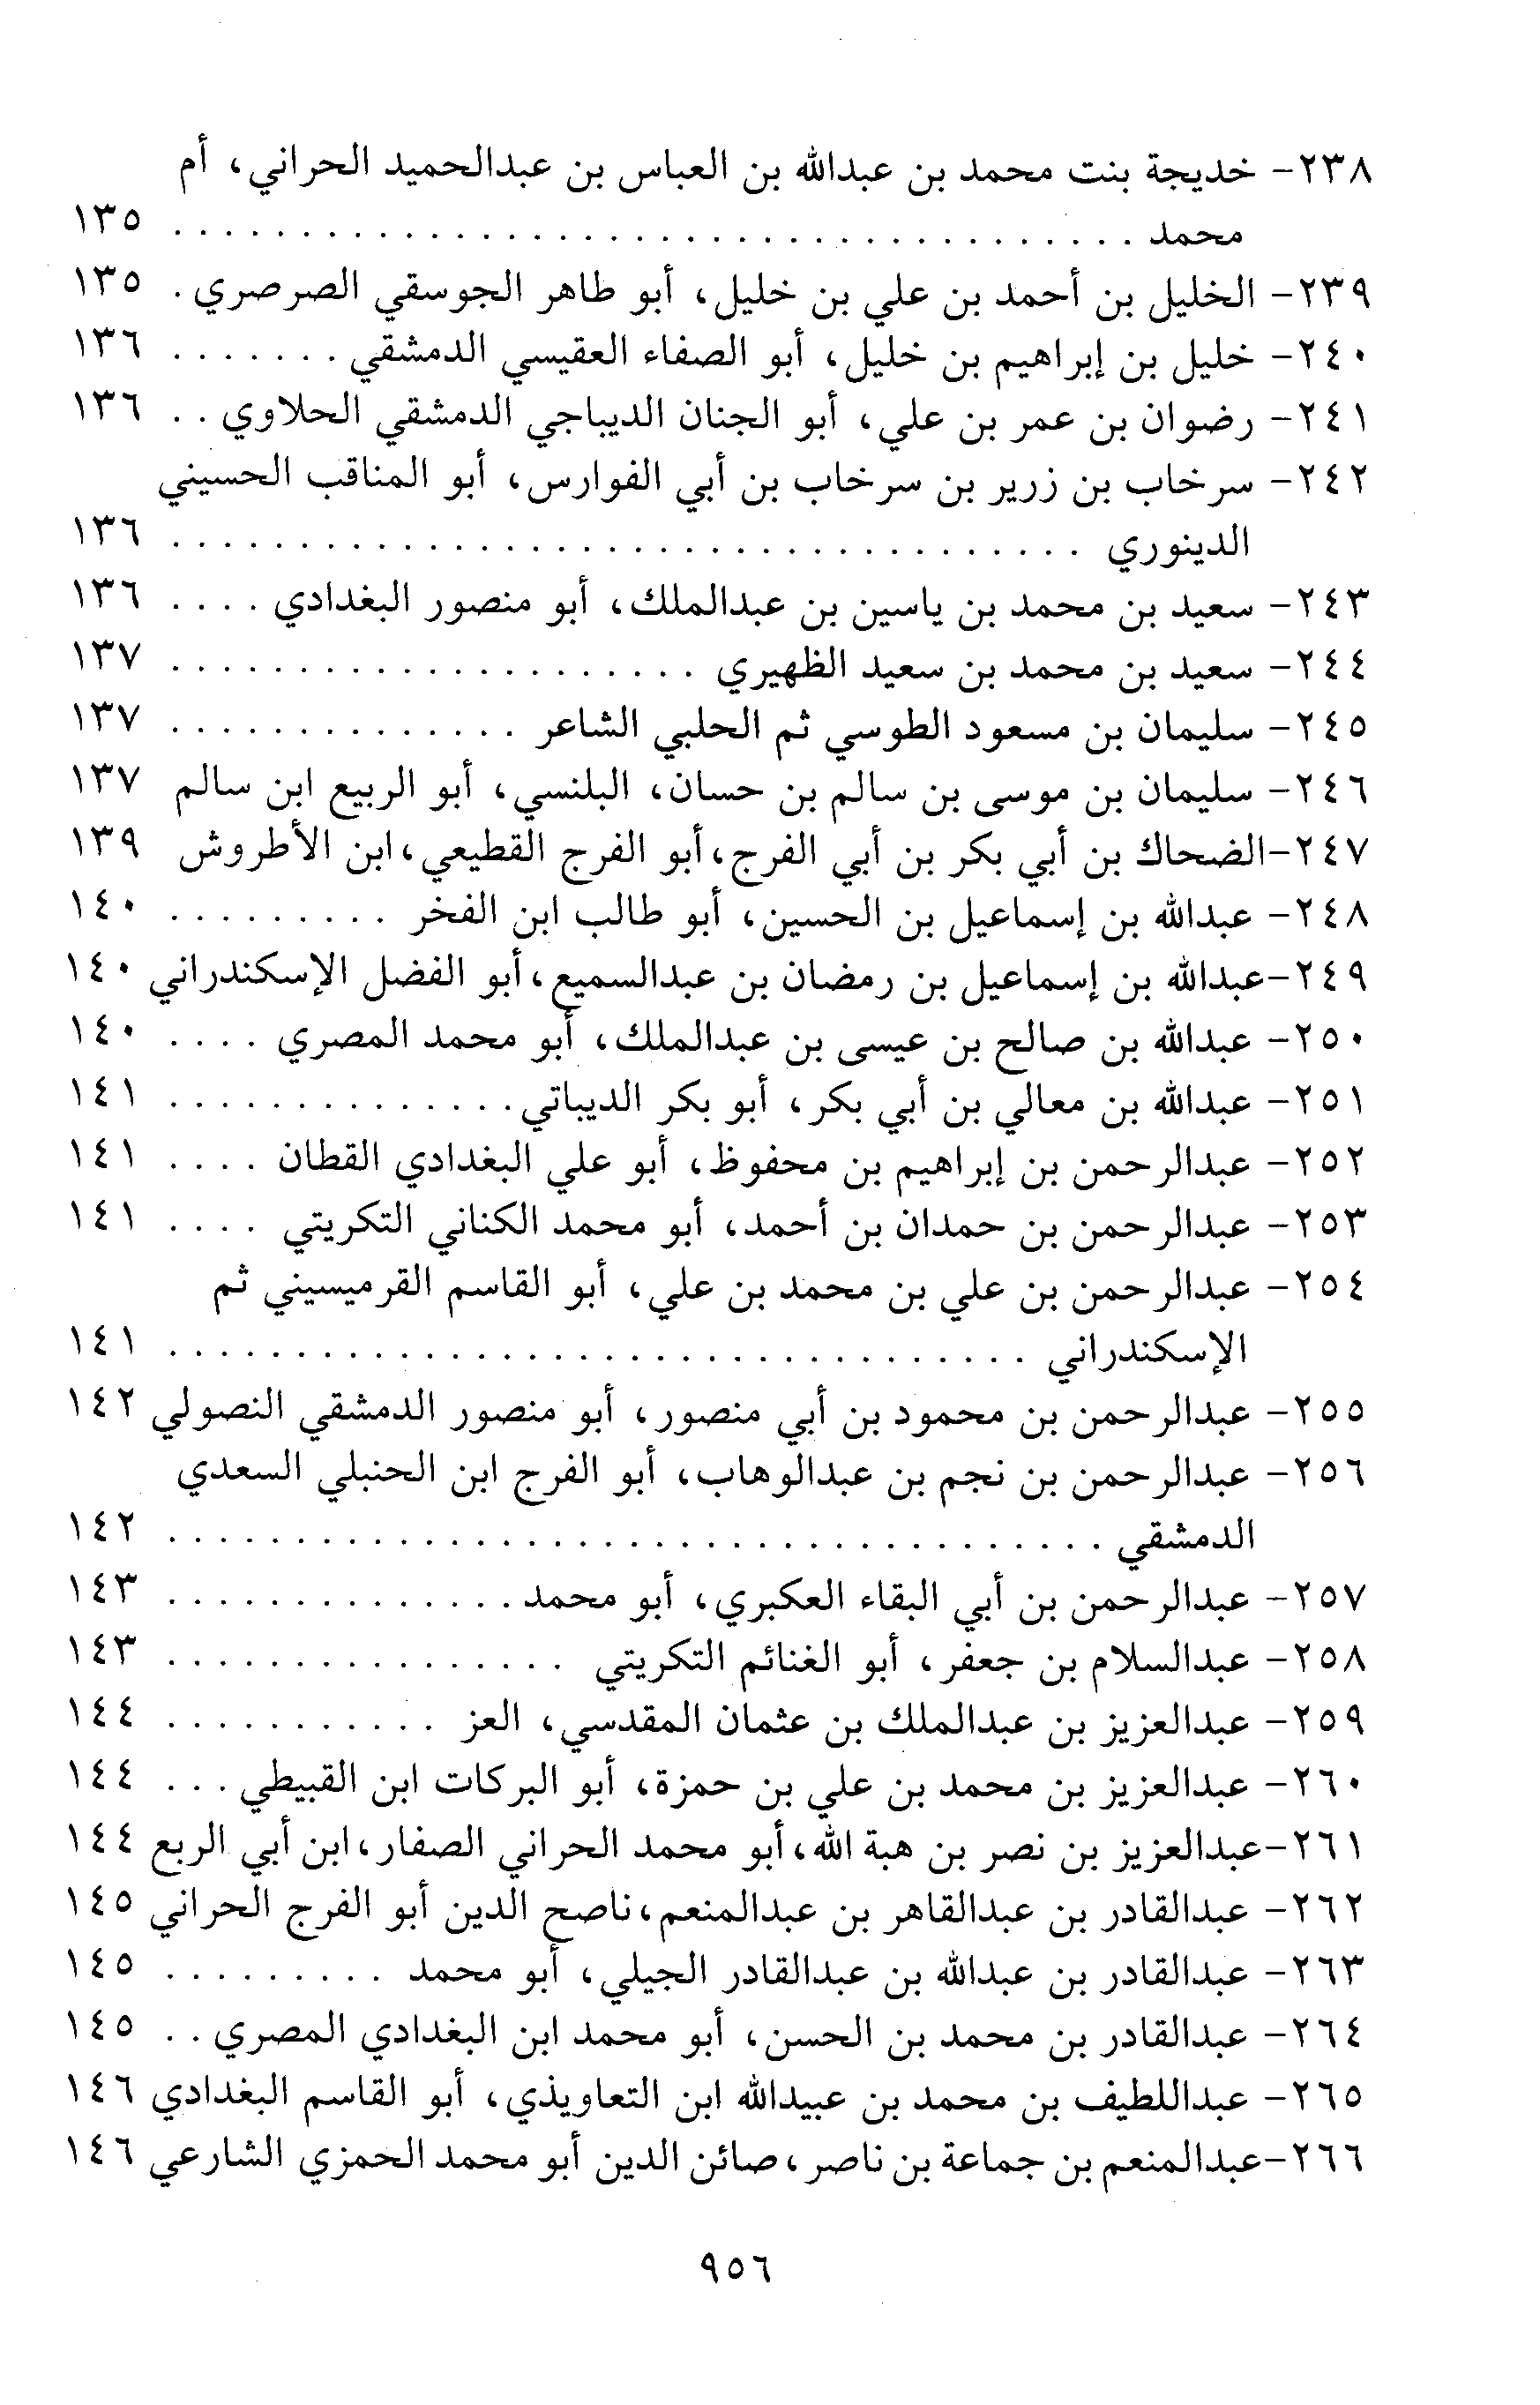 ٢٣٨- خديجة بنت محمد بن عبدالله بن العباس بن عبدالحميد الحراني، أم
محمد . . . . . . . . . . . . . . . . . . . . . . . . . . . . . . . . . . . . . . ١٣٥
٢٣٩- الخليل بن أحمد بن علي بن خليل، أبو طاهر الجوسقي الصرصري . ١٣٥
٢٤٠- خليل بن إبراهيم بن خليل، أبو الصفاء العقيسي الدمشقي . . . . . . . ١٣٦
٢٤١- رضوان بن عمر بن علي، أبو الجنان الديباجي الدمشقي الحلاوي . . ١٣٦
٢٤٢- سرخاب بن زرير بن سرخاب بن أبي الفوارس، أبو المناقب الحسيني
الدينوري . . . . . . . . . . . . . . . . . . . . . . . . . . . . . . . . . . . . ١٣٦
٢٤٣- سعيد بن محمد بن ياسين بن عبدالملك، أبو منصور البغدادي . . . . ١٣٦
٢٤٤- سعيد بن محمد بن سعيد الظهيري . . . . . . . . . . . . . . . . . . . . . ١٣٧
٢٤٥- سليمان بن مسعود الطوسي ثم الحلبي الشاعر . . . . . . . . . . . . . . ١٣٧
٢٤٦- سليمان بن موسى بن سالم بن حسان، البلنسي، أبو الربيع ابن سالم ١٣٧
٢٤٧-الضحاك بن أبي بكر بن أبي الفرج،أبو الفرج القطيعي،ابن الأطروش ١٣٩
٢٤٨- عبدالله بن إسماعيل بن الحسين، أبو طالب ابن الفخر . . . . . . . . . ١٤٠
٢٤٩-عبدالله بن إسماعيل بن رمضان بن عبدالسميع،أبو الفضل الإسكندراني ١٤٠
٢٥٠- عبدالله بن صالح بن عيسى بن عبدالملك، أبو محمد المصري . . . . ١٤٠
٢٥١- عبدالله بن معالي بن أبي بكر، أبو بكر الديباتي . . . . . . . . . . . . . . ١٤١
٢٥٢- عبدالرحمن بن إبراهيم بن محفوظ، أبو علي البغدادي القطان . . . . ١٤١
٢٥٣- عبدالرحمن بن حمدان بن أحمد، أبو محمد الكناني التكريتي . . . . ١٤١
٢٥٤- عبدالرحمن بن علي بن محمد بن علي، أبو القاسم القرميسيني ثم
الإسكندراني . . . . . . . . . . . . . . . . . . . . . . . . . . . . . . . . . . ١٤١
٢٥٥- عبدالرحمن بن محمود بن أبي منصور، أبو منصور الدمشقي النصولي ١٤٢
٢٥٦- عبدالرحمن بن نجم بن عبدالوهاب، أبو الفرج ابن الحنبلي السعدي
الدمشقي . . . . . . . . . . . . . . . . . . . . . . . . . . . . . . . . . . . . . ١٤٢
٢٥٧- عبدالرحمن بن أبي البقاء العكبري، أبو محمد . . . . . . . . . . . . . . ١٤٣
٢٥٨- عبدالسلام بن جعفر، أبو الغنائم التكريتي . . . . . . . . . . . . . . . . ١٤٣
٢٥٩- عبدالعزيز بن عبدالملك بن عثمان المقدسي، العز . . . . . . . . . . . ١٤٤
٢٦٠- عبدالعزيز بن محمد بن علي بن حمزة، أبو البركات ابن القبيطي . . . ١٤٤
٢٦١-عبدالعزيز بن نصر بن هبة الله،أبو محمد الحراني الصفار،ابن أبي الربع ١٤٤
٢٦٢- عبدالقادر بن عبدالقاهر بن عبدالمنعم،ناصح الدين أبو الفرج الحراني ١٤٥
٢٦٣- عبدالقادر بن عبدالله بن عبدالقادر الجيلي، أبو محمد . . . . . . . . . ١٤٥
٢٦٤- عبدالقادر بن محمد بن الحسن، أبو محمد ابن البغدادي المصري . . ١٤٥
٢٦٥- عبداللطيف بن محمد بن عبيدالله ابن التعاويذي، أبو القاسم البغدادي ١٤٦
٢٦٦-عبدالمنعم بن جماعة بن ناصر،صائن الدين أبو محمد الحمزي الشارعي ١٤٦
٩٥٦